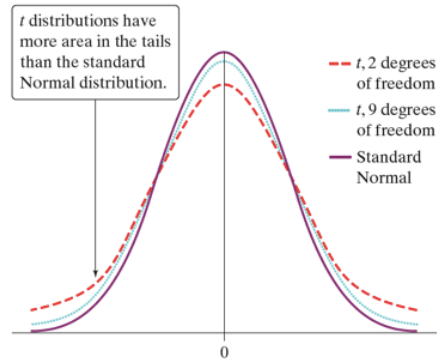 t distributions have
more area in the tails
than the standard
Normal distribution.
t, 2 degrees
of freedom
t, 9 degrees
of freedom
Standard
Normal
0